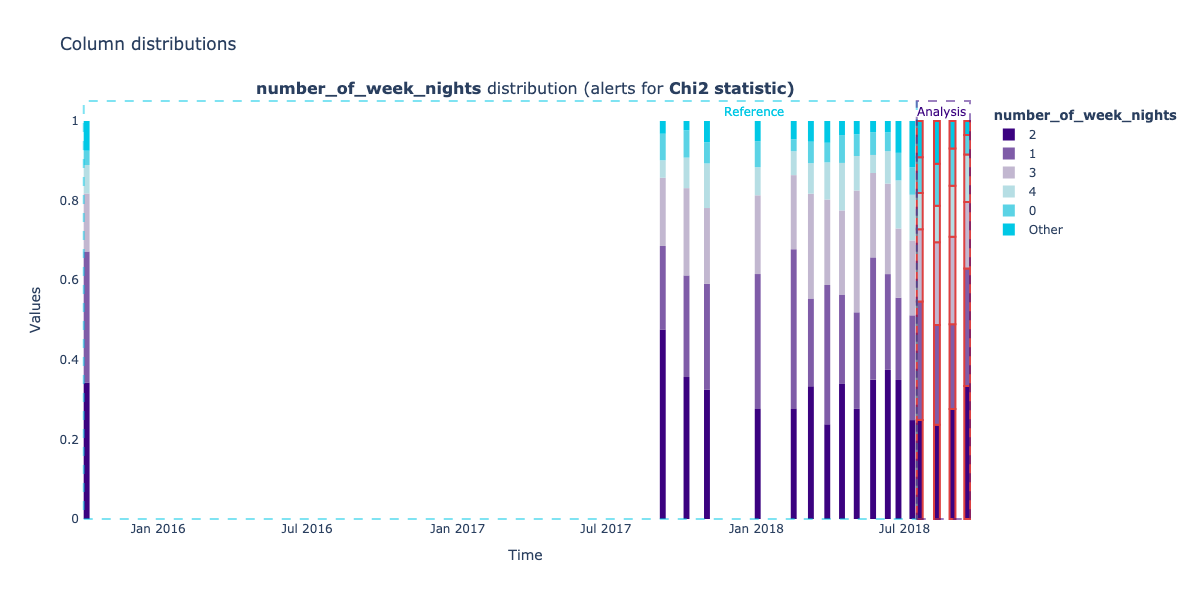 Column distributions
number_of_week_nights distribution (alerts for Chi2 statistic)
Reference
Analysis
number_of_week_nights
2
1
3
4
0
Other
Values
1
0.8
0.6
0.4
0.2
0
Jan 2016
Jul 2016
Jan 2017
Jul 2017
Jan 2018
Jul 2018
Time